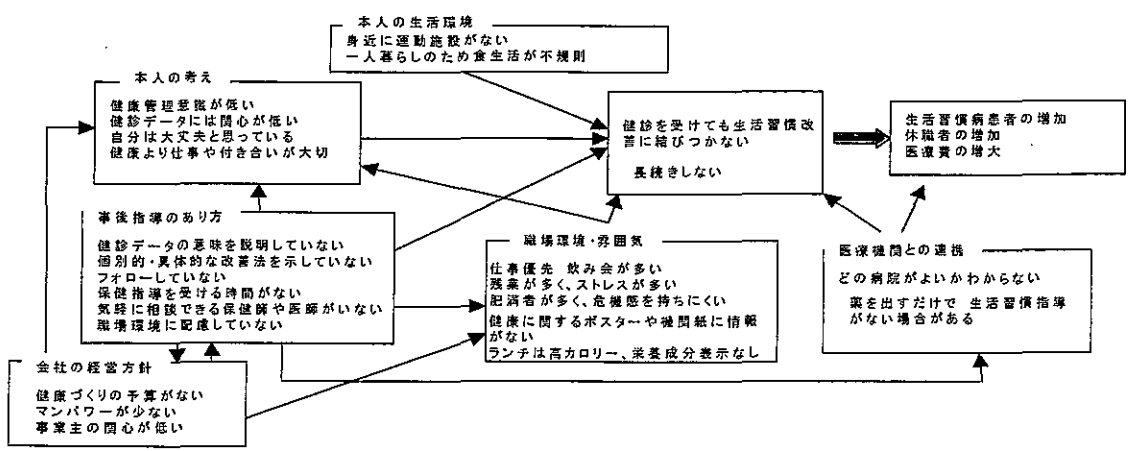 本人の生活環境
身近に運動施設がない
一人暮らしのため食生活が不規則
本人の考え
健康管理意識が低い
健診データには関心が低い
自分は大丈夫と思っている
健康より仕事や付き合いが大切
健診を受けても生活習慣改
善に結びつかない
長続きしない
生活習慣病患者の増加
休職者の増加
医療費の増大
事後指導のあり方
健診データの意味を説明していない
個別的・具体的な改善法を示していない
フォローしていない
保健指導を受ける時間がない
気軽に相談できる保健師や医師がいない
職場環境に配慮していない
職場環境・雰囲気
仕事優先 飲み会が多い
残業が多く、ストレスが多い
肥満者が多く、危機態を持ちにくい
健康に関するポスターや機関紙に情報
がない
ランチは高カロリー、栄養成分表示なし
医療機関との連携
どの病院がよいかわからない
薬を出すだけで 生活習慣指導
がない場合がある
会社の経営方針
健康づくりの予算がない
マンパワーが少ない
事業主の関心が低い